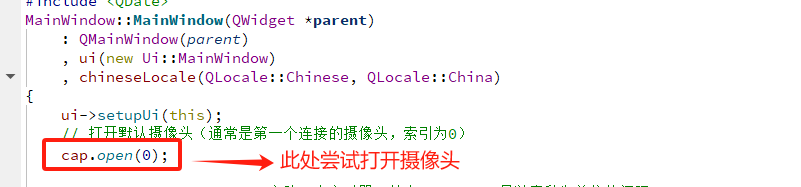 #include <QDate>
MainWindow::MainWindow(QWidget *parent)
: QMainWindow(parent)
, ui(new Ui::MainWindow)
, chineseLocale(QLocale::Chinese, QLocale::China)
{
ui->setupUi(this);
// 打开默认摄像头（通常是第一个连接的摄像头，索引为0）
cap.open(0);
此处尝试打开摄像头